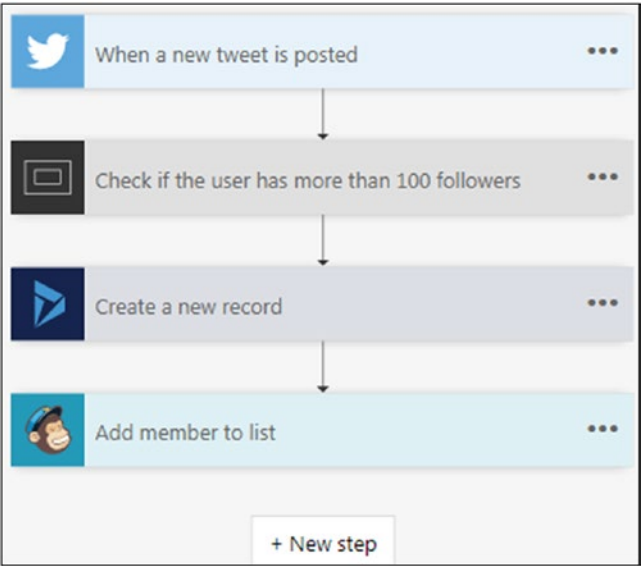 When a new tweet is posted
Check if the user has more than 100 followers
Create a new record
Add member to list
+ New step